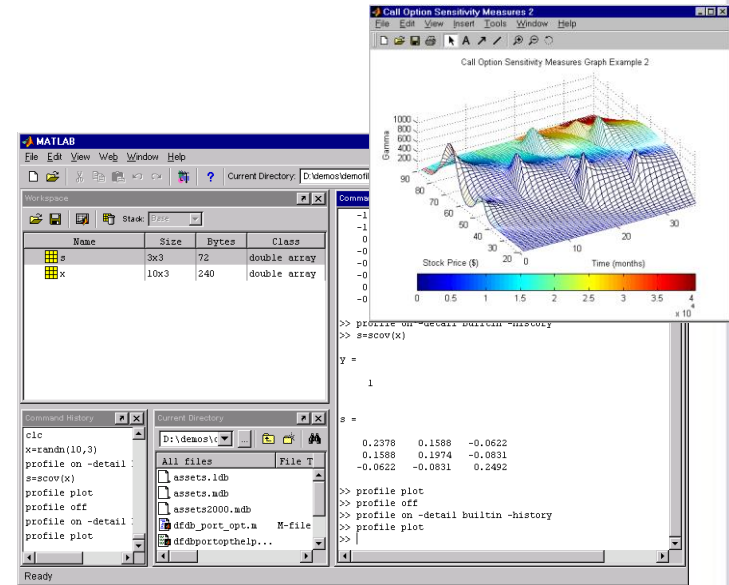 Call Option Sensitivity Measures 2
File Edit View Insert Tools Window Help
Call Option Sensitivity Measures Graph Example 2
Gamma
1000
800
600
400
200
90
80
70
60
50
40
30
20
0
10
20
30
Stock Price ($)
Time (months)
0 0.5 1 1.5 2 2.5 3 3.5 4
x 10^4
MATLAB
File Edit View Web Window Help
Current Directory: D:\demos\demofil
Workspace
Stack: Base
Name Size Bytes Class
s 3x3 72 double array
x 10x3 240 double array
Comma
-1
-1
0
-0
-0
-0
0
-0
>> profile on -detail builtin -history
>> s=scov(x)
y =
1
s =
0.2378 0.1588 -0.0622
0.1588 0.1974 -0.0831
-0.0622 -0.0831 0.2492
>> profile plot
>> profile off
>> profile on -detail builtin -history
>> profile plot
>>
Command History
clc
x=randn(10,3)
profile on -detail
s=scov(x)
profile plot
profile off
profile on -detail
profile plot
Current Directory
D:\demos\
...
All files File T
assets.ldb
assets.mdb
assets2000.mdb
dfdb_port_opt.m M-file
dfdbportopthelp...
Ready